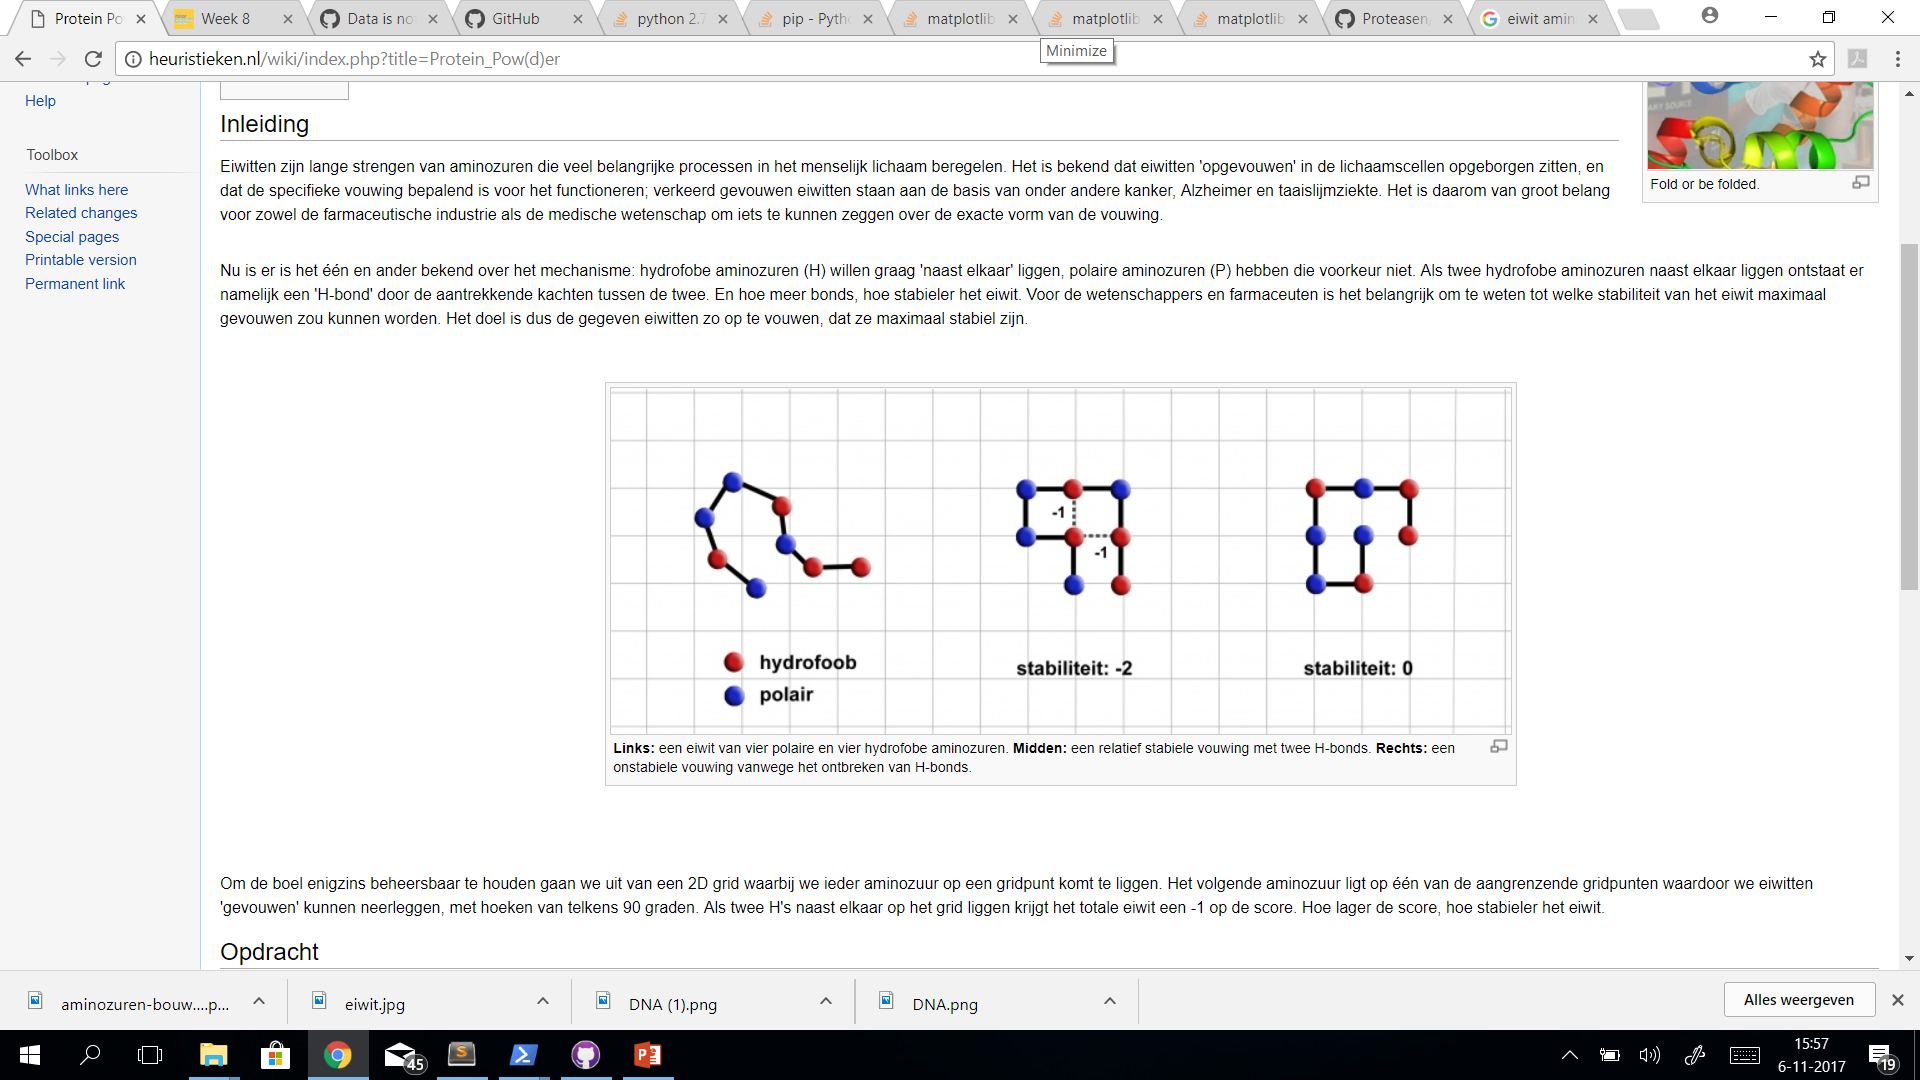 Protein Po
Week 8
Data is no
GitHub
python 2.7
pip - Pytho
matplotlib
matplotlib
matplotlib
Proteasen
eiwit amin
heuristieken.nl/wiki/index.php?title=Protein_Pow(d)er
Minimize
Help
Toolbox
What links here
Related changes
Special pages
Printable version
Permanent link
Inleiding
Eiwitten zijn lange strengen van aminozuren die veel belangrijke processen in het menselijk lichaam beregelen. Het is bekend dat eiwitten 'opgevouwen' in de lichaamscellen opgeborgen zitten, en
dat de specifieke vouwing bepalend is voor het functioneren; verkeerd gevouwen eiwitten staan aan de basis van onder andere kanker, Alzheimer en taaislijmziekte. Het is daarom van groot belang
voor zowel de farmaceutische industrie als de medische wetenschap om iets te kunnen zeggen over de exacte vorm van de vouwing.
Fold or be folded.
Nu is er is het één en ander bekend over het mechanisme: hydrofobe aminozuren (H) willen graag 'naast elkaar' liggen, polaire aminozuren (P) hebben die voorkeur niet. Als twee hydrofobe aminozuren naast elkaar liggen ontstaat er
namelijk een 'H-bond' door de aantrekkende kachten tussen de twee. En hoe meer bonds, hoe stabieler het eiwit. Voor de wetenschappers en farmaceuten is het belangrijk om te weten tot welke stabiliteit van het eiwit maximaal
gevouwen zou kunnen worden. Het doel is dus de gegeven eiwitten zo op te vouwen, dat ze maximaal stabiel zijn.
-1
-1
hydrofoob
polair
stabiliteit: -2
stabiliteit: 0
Links: een eiwit van vier polaire en vier hydrofobe aminozuren. Midden: een relatief stabiele vouwing met twee H-bonds. Rechts: een
onstabiele vouwing vanwege het ontbreken van H-bonds.
Om de boel enigzins beheersbaar te houden gaan we uit van een 2D grid waarbij we ieder aminozuur op een gridpunt komt te liggen. Het volgende aminozuur ligt op één van de aangrenzende gridpunten waardoor we eiwitten
'gevouwen' kunnen neerleggen, met hoeken van telkens 90 graden. Als twee H's naast elkaar op het grid liggen krijgt het totale eiwit een -1 op de score. Hoe lager de score, hoe stabieler het eiwit.
Opdracht
aminozuren-bouw....p...
eiwit.jpg
DNA (1).png
DNA.png
Alles weergeven
45
15:57
6-11-2017
19